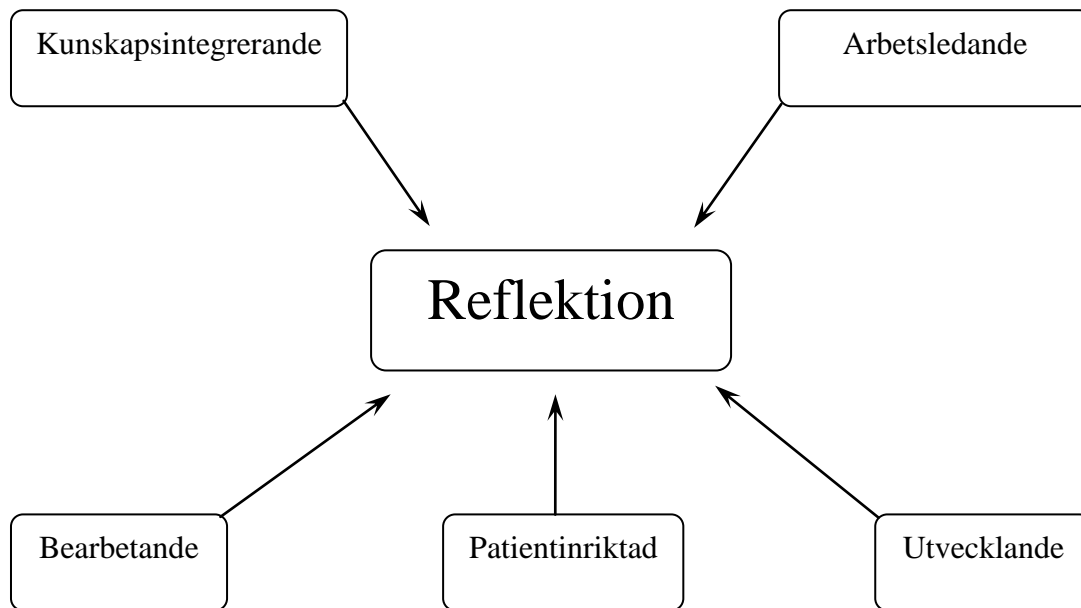 Kunskapsintegrerande
Arbetsledande
Reflektion
Bearbetande
Patientinriktad
Utvecklande